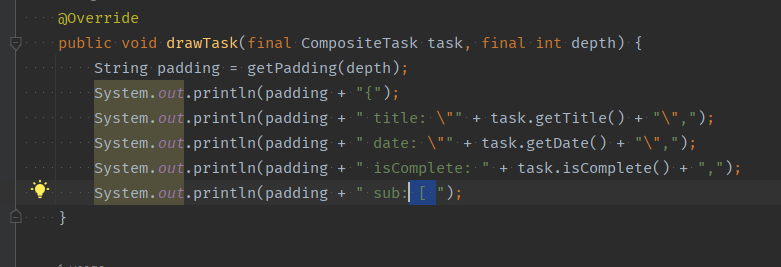 @Override
public void drawTask(final CompositeTask task, final int depth) {
String padding = getPadding(depth);
System.out.println(padding + "{");
System.out.println(padding + " title: \"" + task.getTitle() + "\",");
System.out.println(padding + " date: \"" + task.getDate() + "\",");
System.out.println(padding + " isComplete: " + task.isComplete() + ",");
System.out.println(padding + " sub: [ ");
}